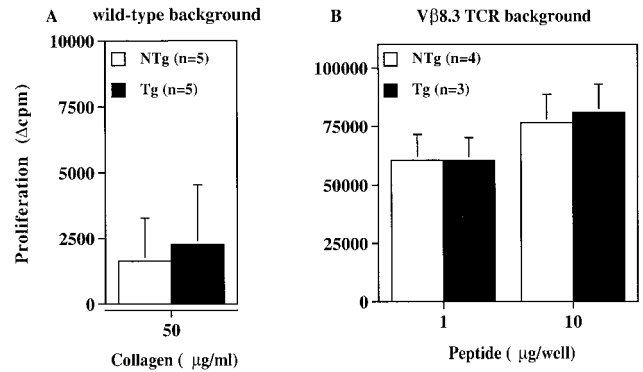 A wild-type background
10000
7500
5000
2500
0
Proliferation (Δcpm)
NTg (n=5)
Tg (n=5)
50
Collagen ( μg/ml)
B Vβ8.3 TCR background
100000
75000
50000
25000
0
NTg (n=4)
Tg (n=3)
1 10
Peptide ( μg/well)